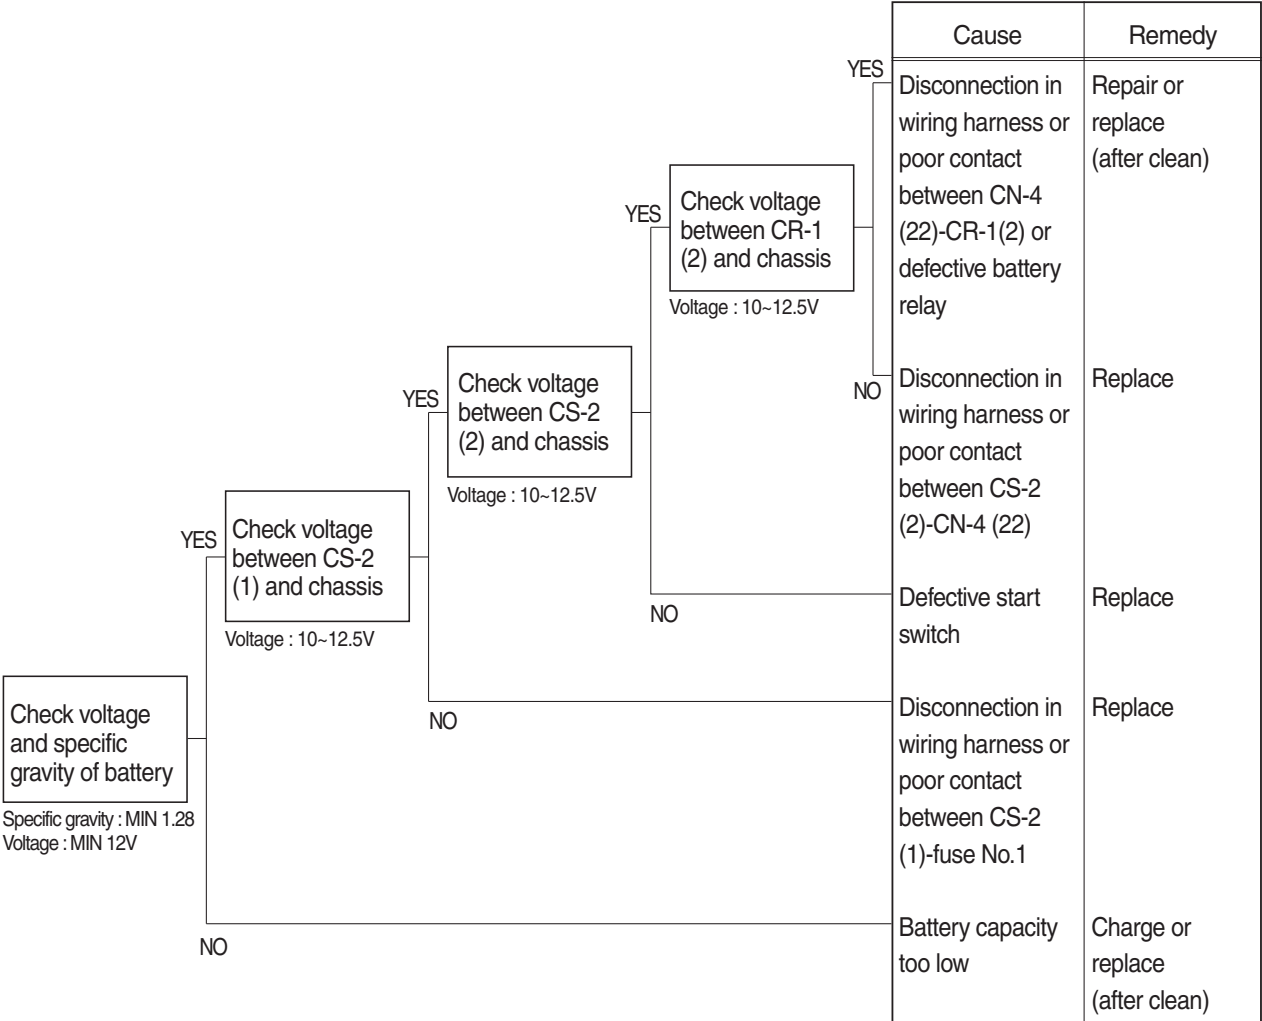 Cause
Remedy
YES
Disconnection in
wiring harness or
poor contact
between CN-4
(22)-CR-1(2) or
defective battery
relay
Repair or
replace
(after clean)
YES
Check voltage
between CR-1
(2) and chassis
Voltage : 10~12.5V
NO
Disconnection in
wiring harness or
poor contact
between CS-2
(2)-CN-4 (22)
Replace
YES
Check voltage
between CS-2
(2) and chassis
Voltage : 10~12.5V
NO
Defective start
switch
Replace
YES
Check voltage
between CS-2
(1) and chassis
Voltage : 10~12.5V
NO
Disconnection in
wiring harness or
poor contact
between CS-2
(1)-fuse No.1
Replace
Check voltage
and specific
gravity of battery
Specific gravity : MIN 1.28
Voltage : MIN 12V
NO
Battery capacity
too low
Charge or
replace
(after clean)